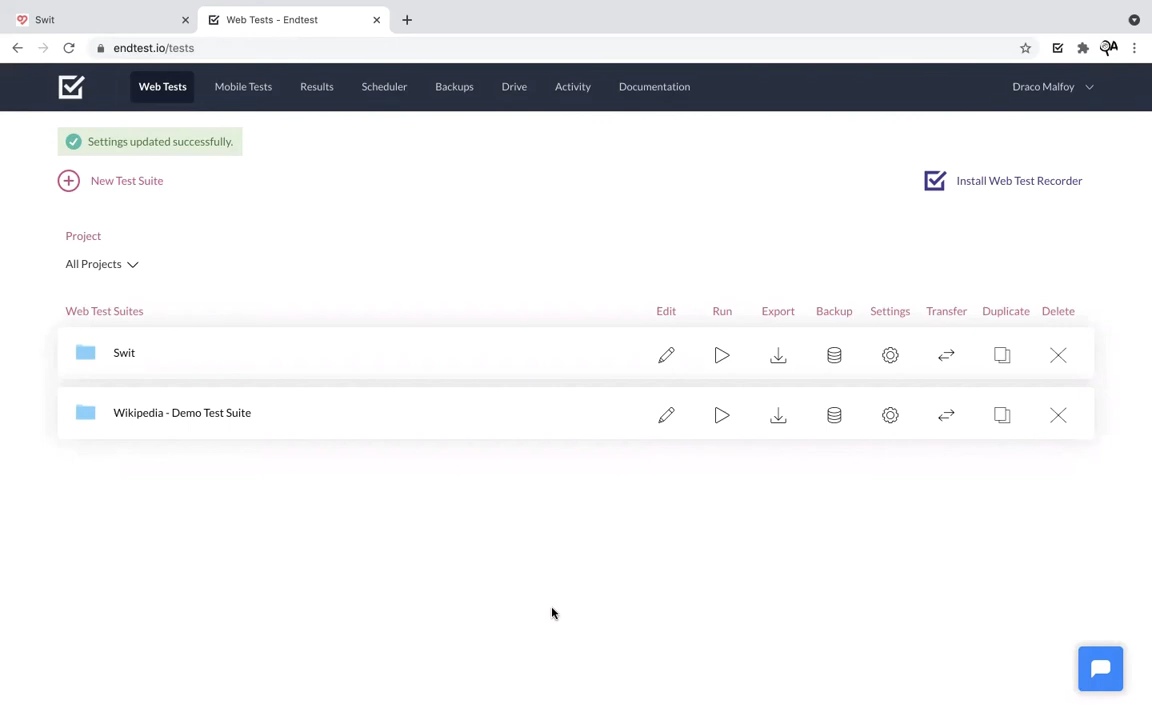 Swit
Web Tests - Endtest
endtest.io/tests
Web Tests
Mobile Tests
Results
Scheduler
Backups
Drive
Activity
Documentation
Draco Malfoy
Settings updated successfully.
New Test Suite
Install Web Test Recorder
Project
All Projects
Web Test Suites
Edit
Run
Export
Backup
Settings
Transfer
Duplicate
Delete
Swit
Wikipedia - Demo Test Suite